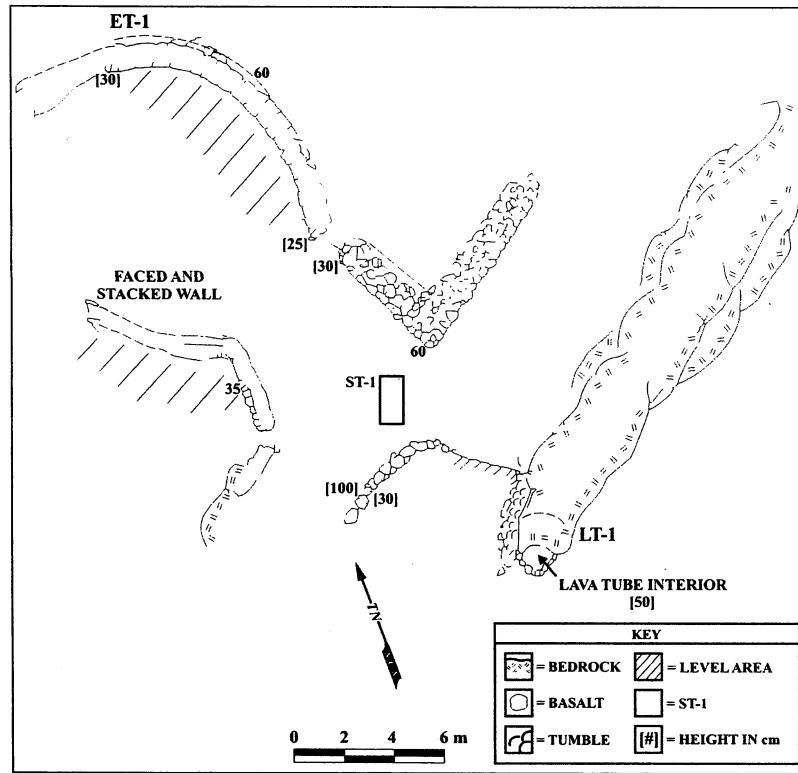 ET-1
[30]
60
[25]
[30]
FACED AND
STACKED WALL
60
ST-1
35
[100]
[30]
LT-1
LAVA TUBE INTERIOR
[50]
TN
KEY
= BEDROCK
= LEVEL AREA
= BASALT
= ST-1
= TUMBLE
[#] = HEIGHT IN cm
0 2 4 6 m